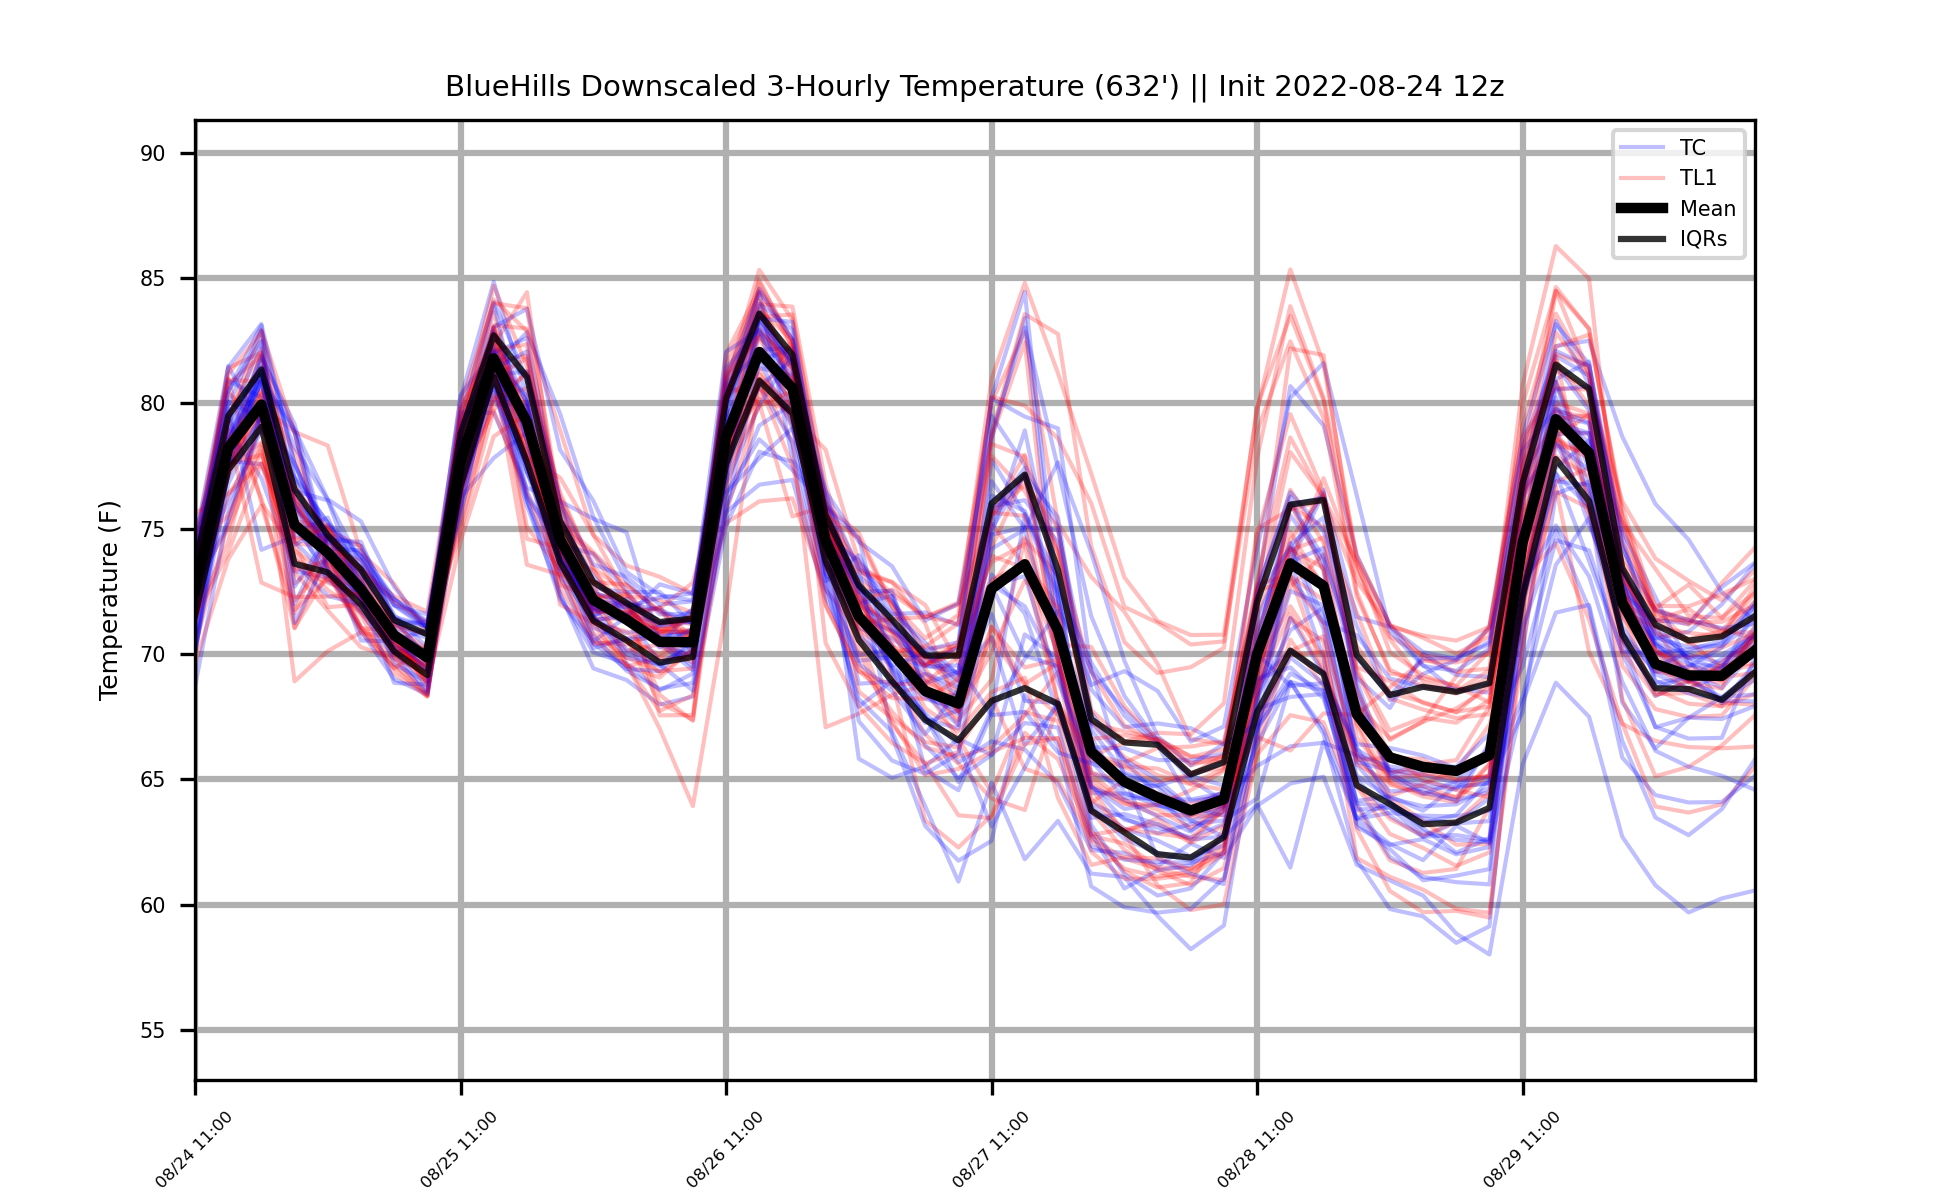 BlueHills Downscaled 3-Hourly Temperature (632') || Init 2022-08-24 12z
TC
TL1
Mean
IQRs
Temperature (F)
90
85
80
75
70
65
60
55
08/24 11:00
08/25 11:00
08/26 11:00
08/27 11:00
08/28 11:00
08/29 11:00